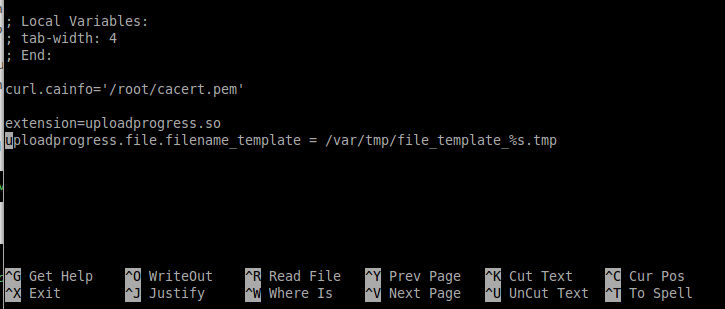 ; Local Variables:
; tab-width: 4
; End:
curl.cainfo='/root/cacert.pem'
extension=uploadprogress.so
uploadprogress.file.filename_template = /var/tmp/file_template_%s.tmp
^G Get Help ^O WriteOut ^R Read File ^Y Prev Page ^K Cut Text ^C Cur Pos
^X Exit ^J Justify ^W Where Is ^V Next Page ^U UnCut Text ^T To Spell